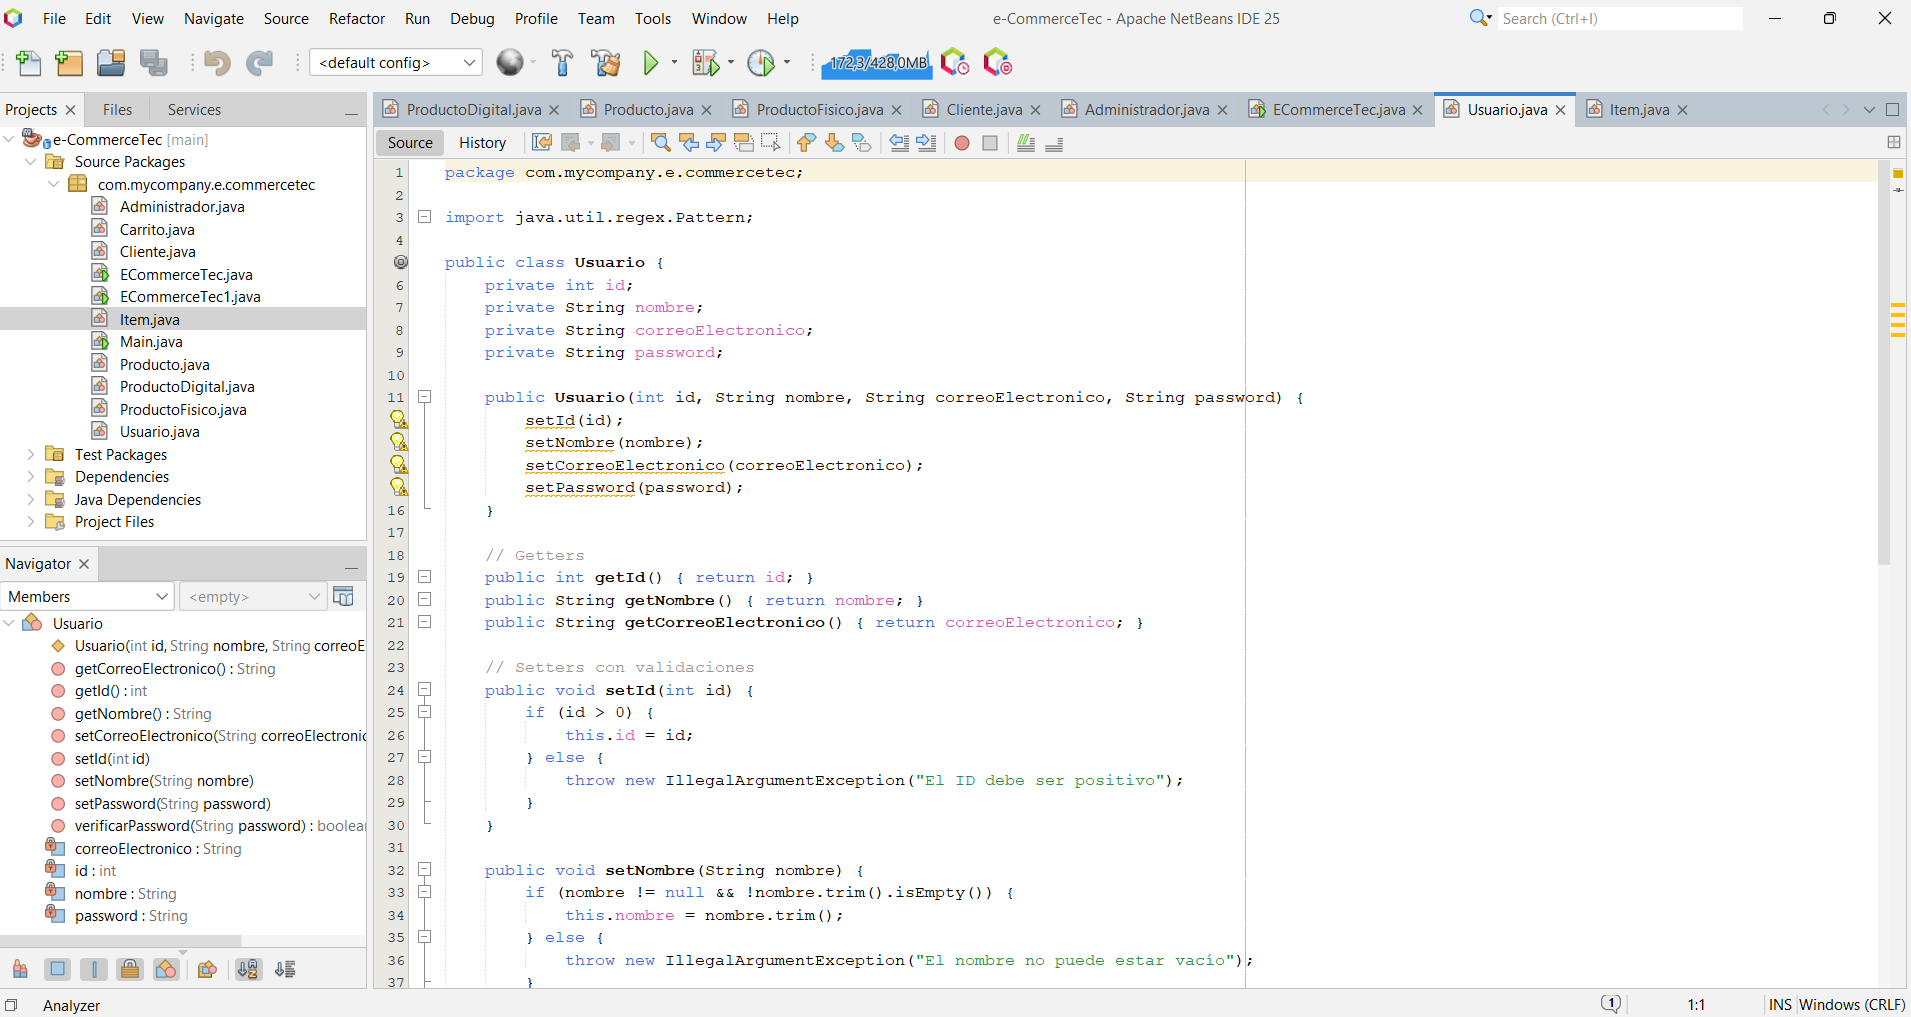 File Edit View Navigate Source Refactor Run Debug Profile Team Tools Window Help
e-CommerceTec - Apache NetBeans IDE 25
Search (Ctrl+I)
<default config>
172,3/428,0MB
Projects Files Services
e-CommerceTec [main]
Source Packages
com.mycompany.e.commercetec
Administrador.java
Carrito.java
Cliente.java
ECommerceTec.java
ECommerceTec1.java
Item.java
Main.java
Producto.java
ProductoDigital.java
ProductoFisico.java
Usuario.java
Test Packages
Dependencies
Java Dependencies
Project Files
Navigator
Members <empty>
Usuario
Usuario(int id, String nombre, String correoE
getCorreoElectronico() : String
getId() : int
getNombre() : String
setCorreoElectronico(String correoElectronic
setId(int id)
setNombre(String nombre)
setPassword(String password)
verificarPassword(String password) : boolea
correoElectronico : String
id : int
nombre : String
password : String
ProductoDigital.java Producto.java ProductoFisico.java Cliente.java Administrador.java ECommerceTec.java Usuario.java Item.java
Source History
1 package com.mycompany.e.commercetec;
2
3 import java.util.regex.Pattern;
4
public class Usuario {
6 private int id;
7 private String nombre;
8 private String correoElectronico;
9 private String password;
10
11 public Usuario(int id, String nombre, String correoElectronico, String password) {
setId(id);
setNombre(nombre);
setCorreoElectronico(correoElectronico);
setPassword(password);
16 }
17
18 // Getters
19 public int getId() { return id; }
20 public String getNombre() { return nombre; }
21 public String getCorreoElectronico() { return correoElectronico; }
22
23 // Setters con validaciones
24 public void setId(int id) {
25 if (id > 0) {
26 this.id = id;
27 } else {
28 throw new IllegalArgumentException("El ID debe ser positivo");
29 }
30 }
31
32 public void setNombre(String nombre) {
33 if (nombre != null && !nombre.trim().isEmpty()) {
34 this.nombre = nombre.trim();
35 } else {
36 throw new IllegalArgumentException("El nombre no puede estar vacío");
37 }
Analyzer
1
1:1
INS Windows (CRLF)